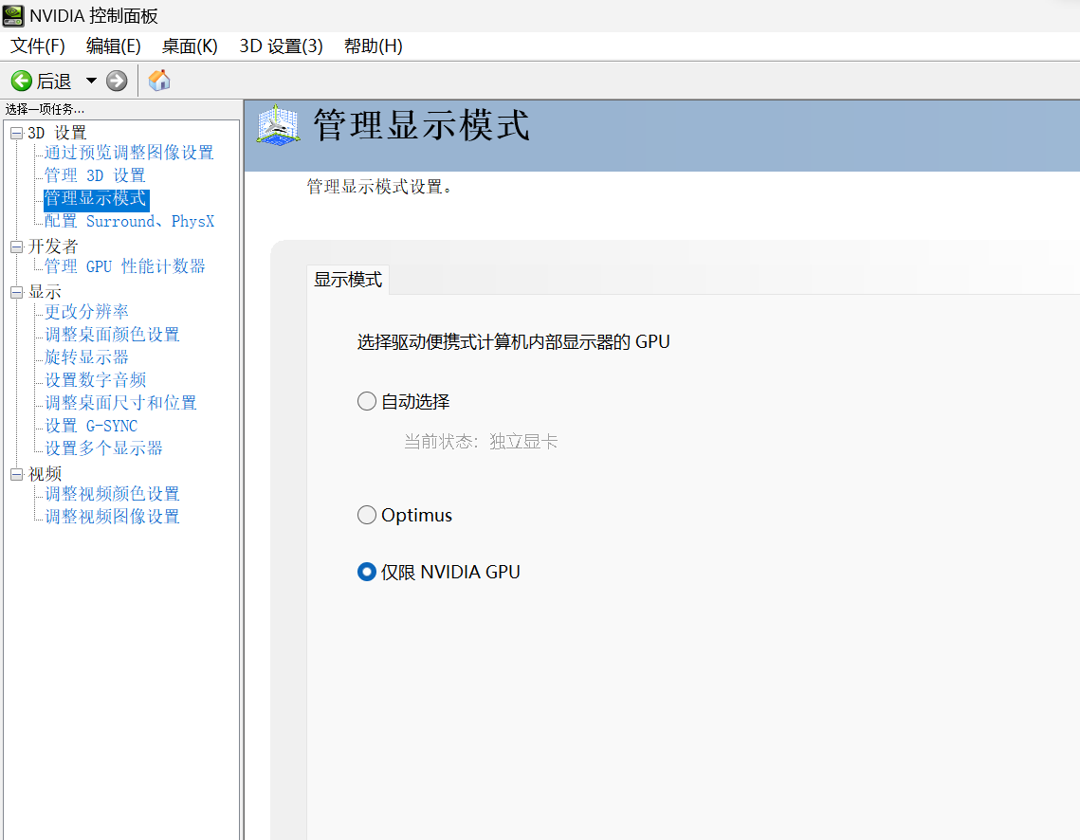 NVIDIA 控制面板
文件(F) 编辑(E) 桌面(K) 3D 设置(3) 帮助(H)
后退
选择一项任务...
3D 设置
通过预览调整图像设置
管理 3D 设置
管理显示模式
配置 Surround、PhysX
开发者
管理 GPU 性能计数器
显示
更改分辨率
调整桌面颜色设置
旋转显示器
设置数字音频
调整桌面尺寸和位置
设置 G-SYNC
设置多个显示器
视频
调整视频颜色设置
调整视频图像设置
管理显示模式
管理显示模式设置。
显示模式
选择驱动便携式计算机内部显示器的 GPU
自动选择
当前状态: 独立显卡
Optimus
仅限 NVIDIA GPU